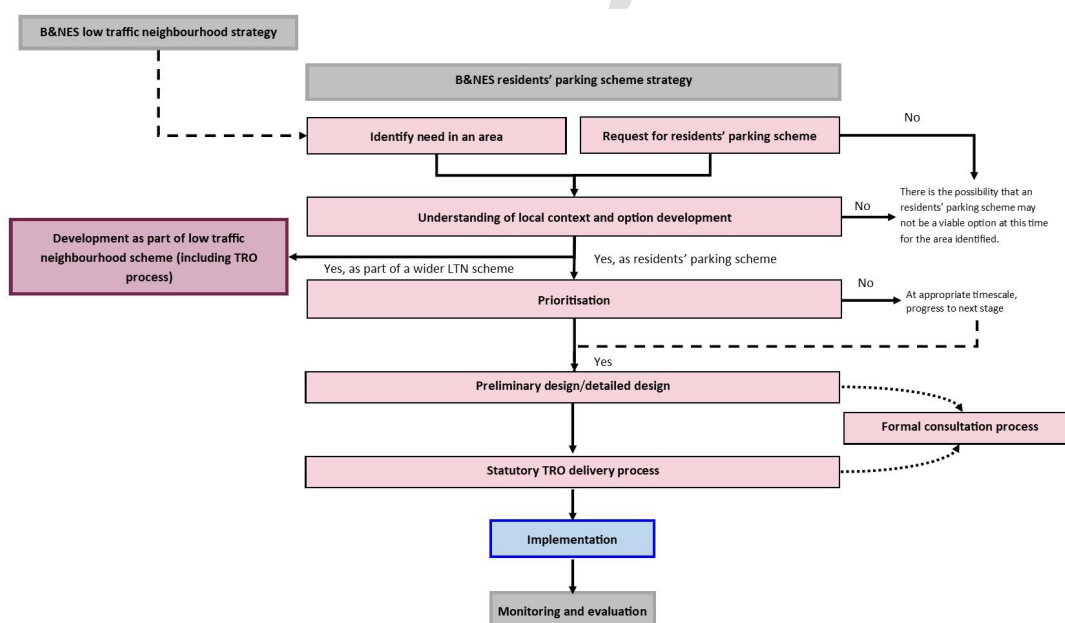 B&NES low traffic neighbourhood strategy
B&NES residents' parking scheme strategy
Identify need in an area
Request for residents' parking scheme
No
There is the possibility that an
residents' parking scheme may
not be a viable option at this time
for the area identified.
Understanding of local context and option development
No
Development as part of low traffic
neighbourhood scheme (including TRO
process)
Yes, as part of a wider LTN scheme
Yes, as residents' parking scheme
Prioritisation
No
At appropriate timescale,
progress to next stage
Yes
Preliminary design/detailed design
Formal consultation process
Statutory TRO delivery process
Implementation
Monitoring and evaluation